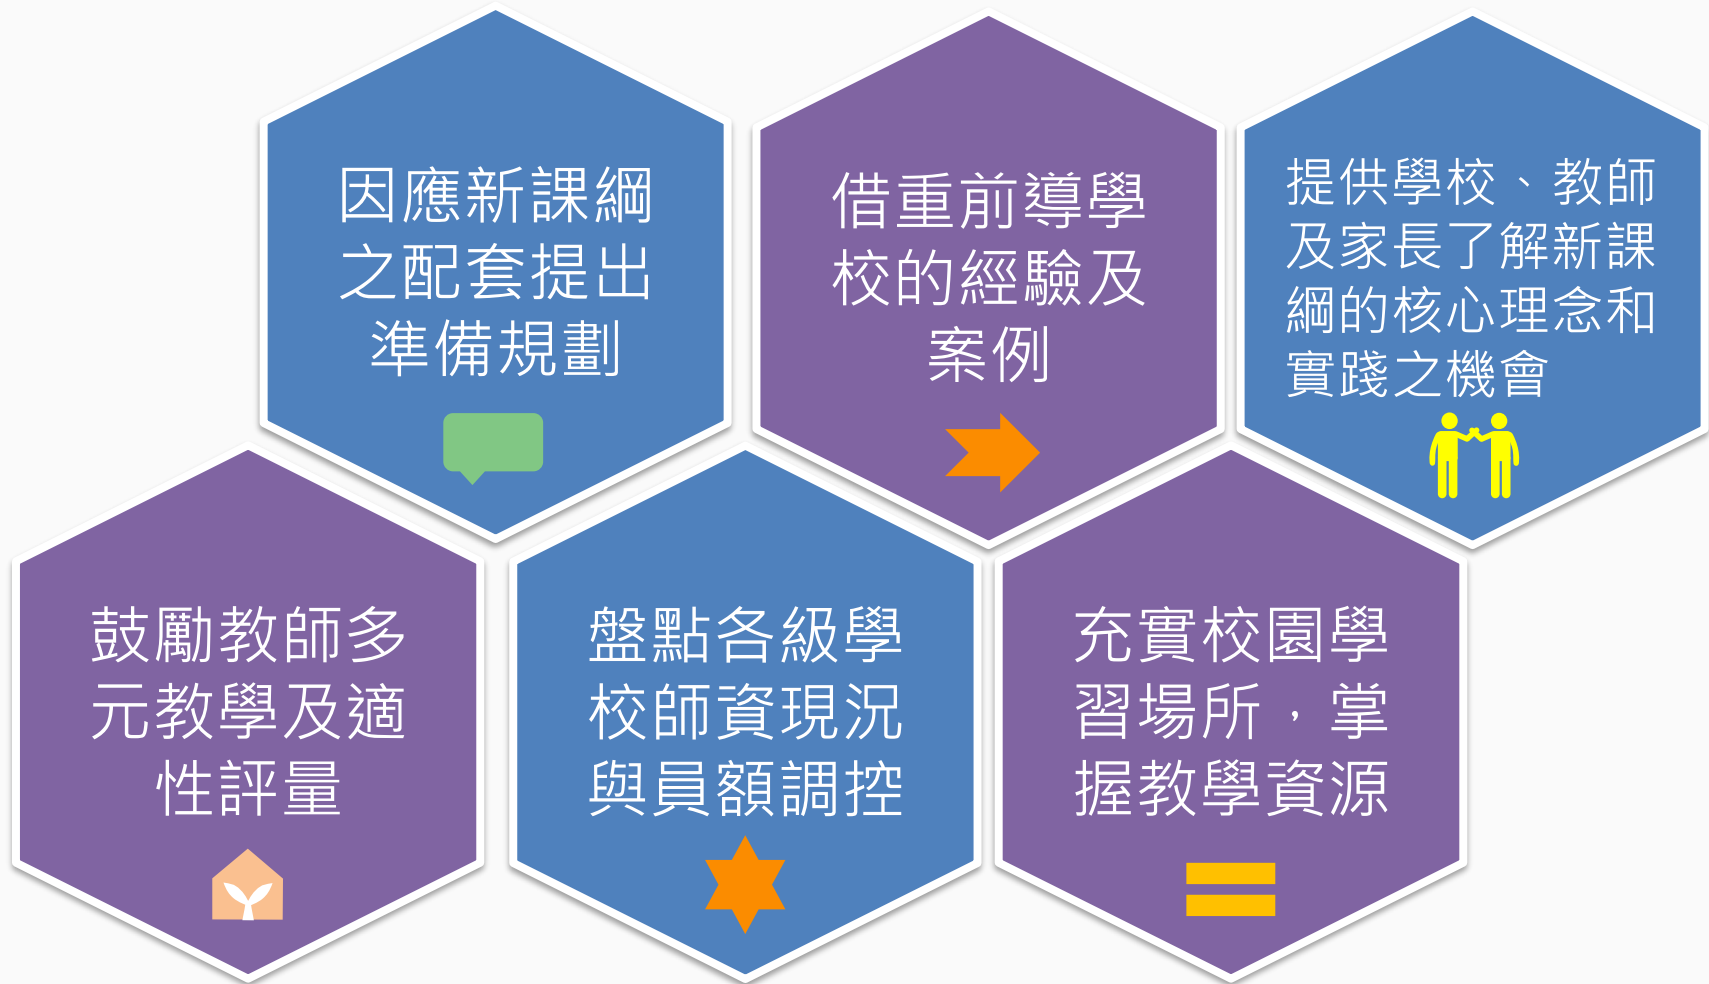 因應新課綱
之配套提出
準備規劃
借重前導學
校的經驗及
案例
提供學校、教師
及家長了解新課
綱的核心理念和
實踐之機會
鼓勵教師多
元教學及適
性評量
盤點各級學
校師資現況
與員額調控
充實校園學
習場所，掌
握教學資源